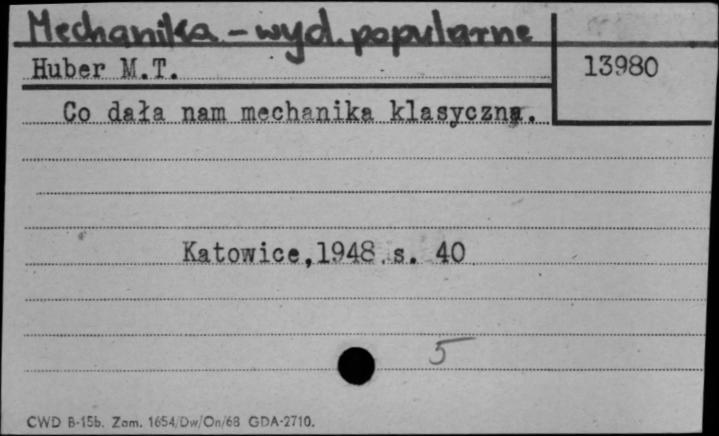 Mechanika - wyd. popularne
Huber M.T.
13980
Co dała nam mechanika klasyczna.
Katowice,1948.s. 40
5
CWD B-15b. Zam. 1654/Dw/On/68 GDA-2710.